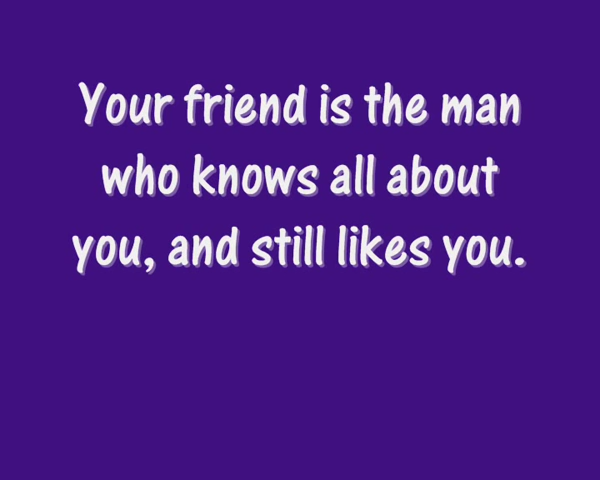 Your friend is the man
who knows all about
you, and still likes you.